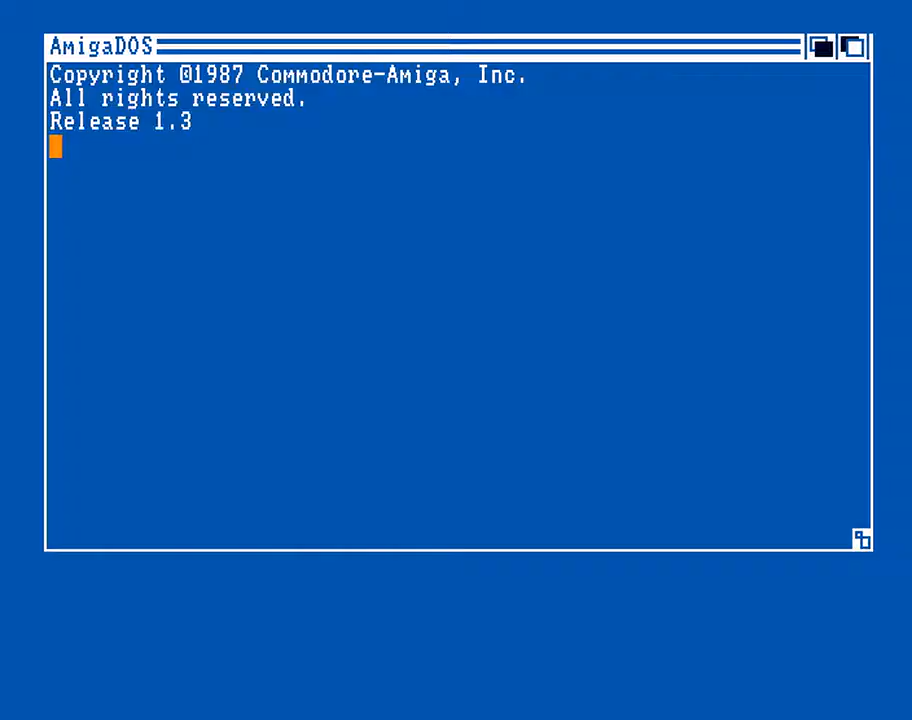 AmigaDOS
Copyright ©1987 Commodore-Amiga, Inc.
All rights reserved.
Release 1.3